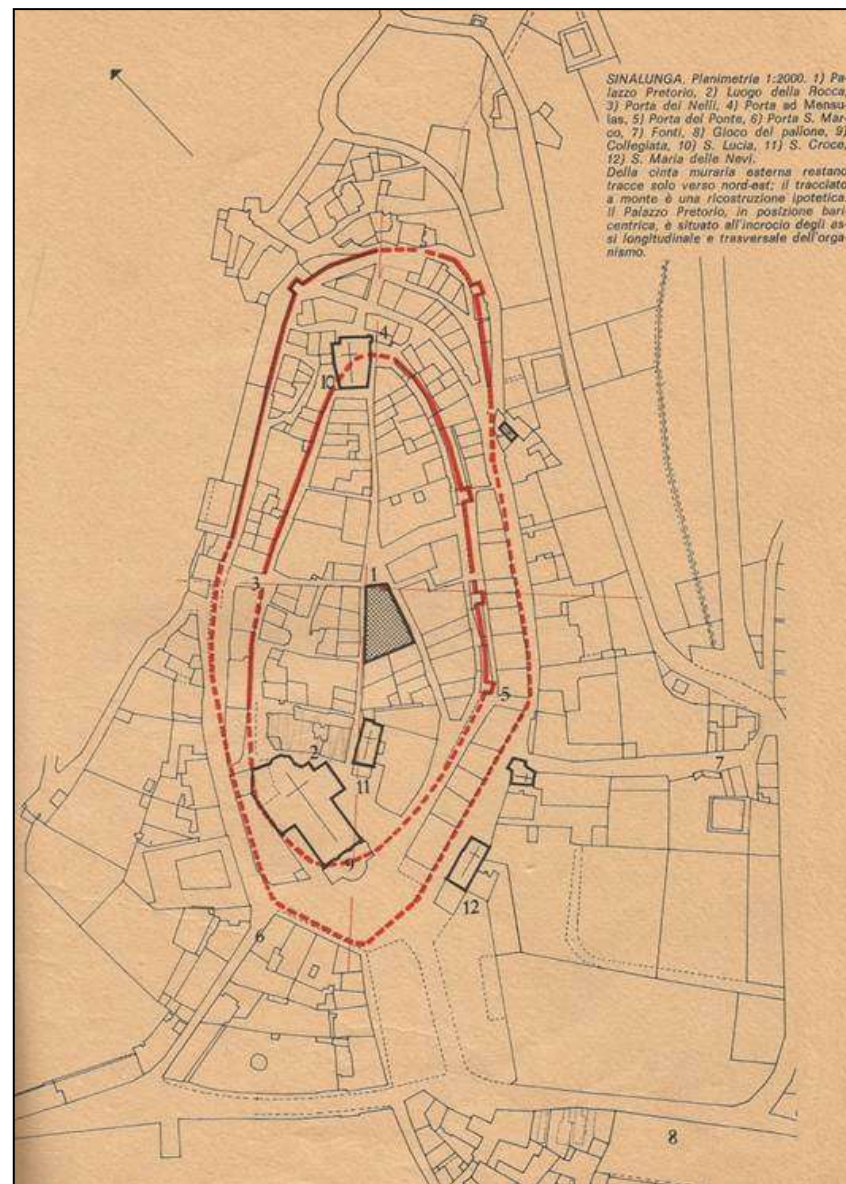 SINALUNGA. Planimetria 1:2000. 1) Pa-
lazzo Pretorio, 2) Luogo della Rocca,
3) Porta dei Nelli, 4) Porta ad Mensu-
las, 5) Porta del Ponte, 6) Porta S. Mar-
co, 7) Fonti, 8) Gioco del pallone, 9)
Collegiata, 10) S. Lucia, 11) S. Croce,
12) S. Maria delle Nevi.
Della cinta muraria esterna restano
tracce solo verso nord-est; il tracciato
a monte è una ricostruzione ipotetica.
Il Palazzo Pretorio, in posizione bari-
centrica, è situato all'incrocio degli as-
si longitudinale e trasversale dell'orga-
nismo.
4
10
1
3
5
2
7
11
9
12
6
8